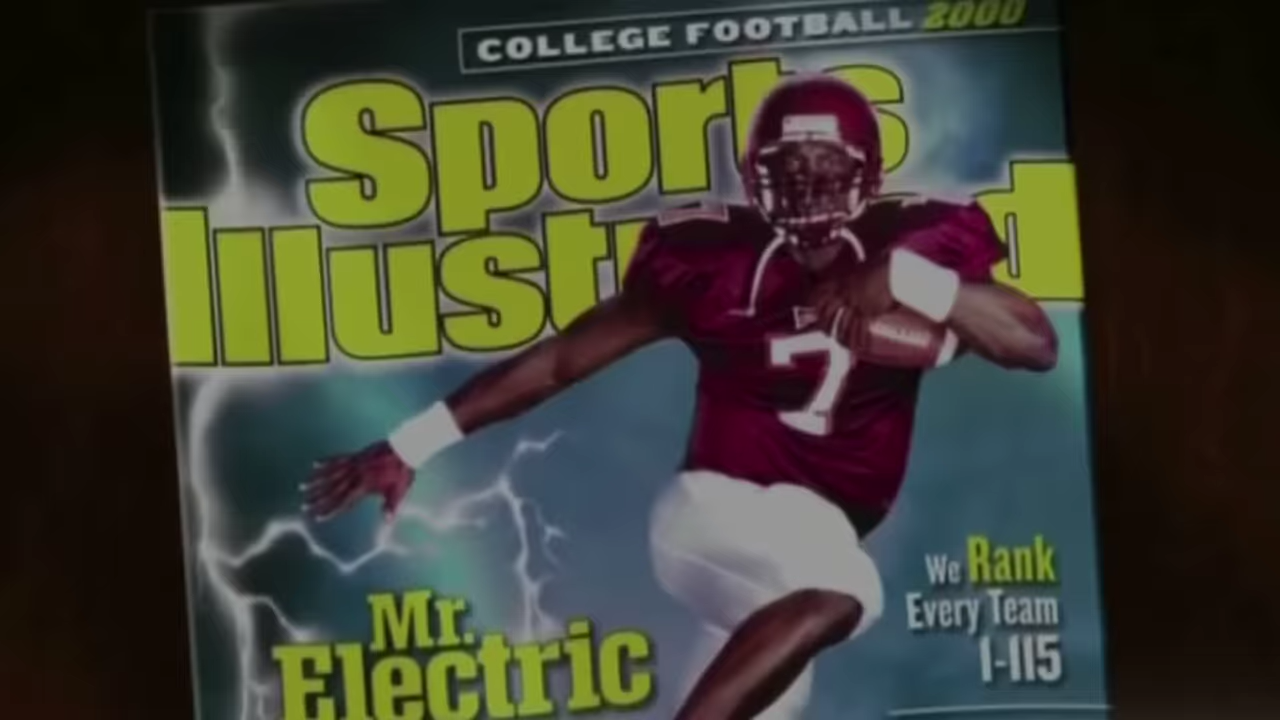 COLLEGE FOOTBALL 2000
Sports
Illustrated
7
We Rank
Every Team
1-115
Mr.
Electric